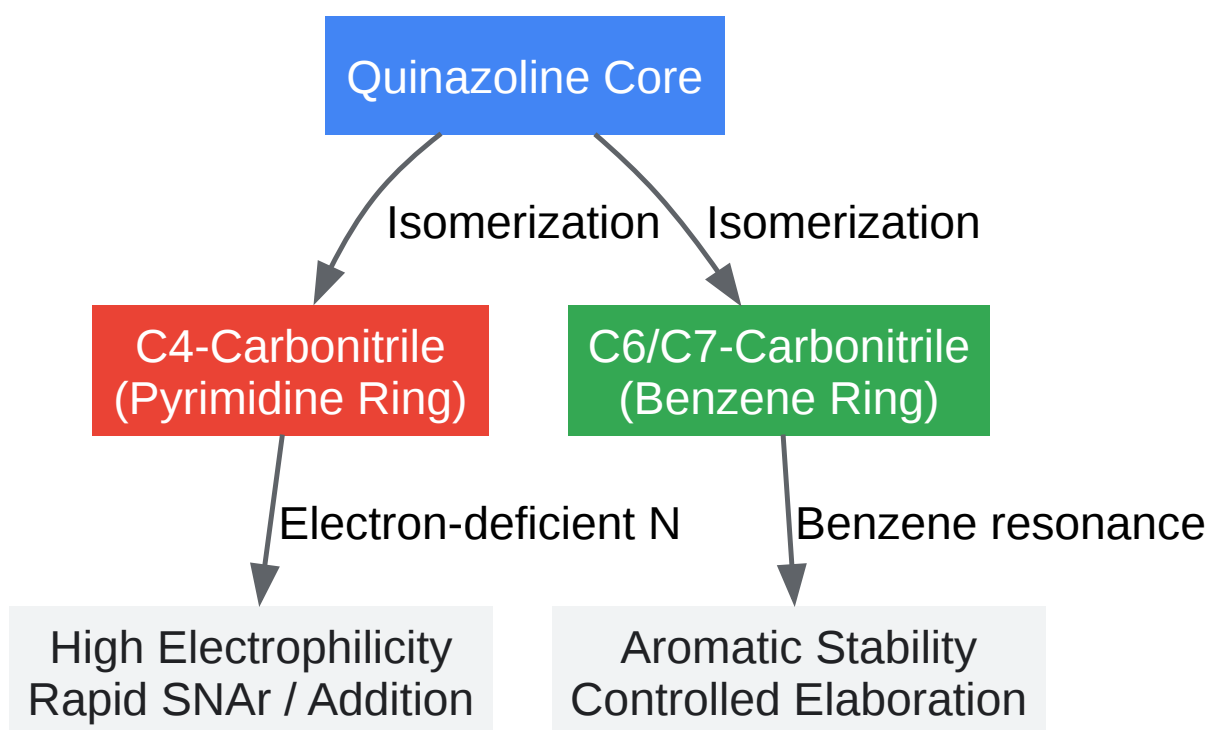 Quinazoline Core
Isomerization
Isomerization
C4-Carbonitrile
(Pyrimidine Ring)
C6/C7-Carbonitrile
(Benzene Ring)
Electron-deficient N
Benzene resonance
High Electrophilicity
Rapid SNAr / Addition
Aromatic Stability
Controlled Elaboration